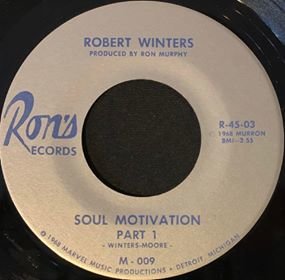 ROBERT WINTERS
PRODUCED BY RON MURPHY
Ron's
RECORDS
R-45-03
© 1968 MURRON
BMI-3 55
SOUL MOTIVATION
PART 1
- WINTERS-MOORE -
M - 009
© 1968 MARVEL MUSIC PRODUCTIONS • DETROIT, MICHIGAN